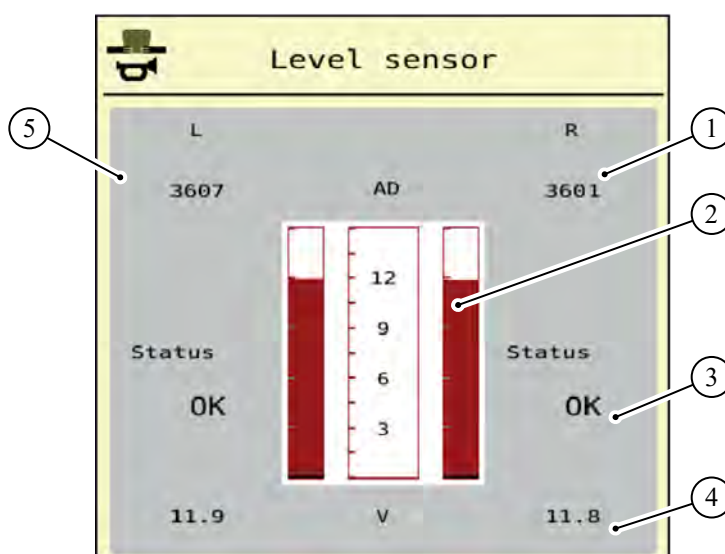 Level sensor
L R
5 1
3607 AD 3601
2
12
9
Status Status
6
3
OK OK
3
4
11.9 V 11.8